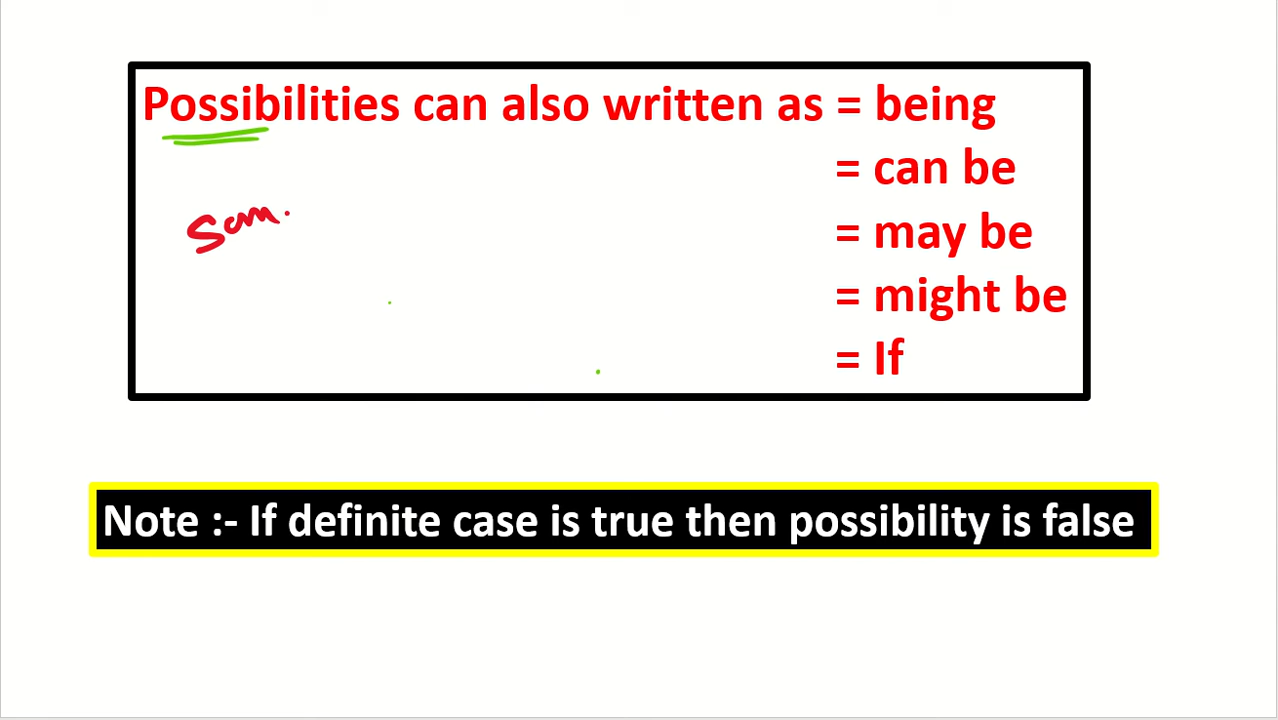 Possibilities can also written as = being
= can be
Sam.
= may be
= might be
= If
Note :- If definite case is true then possibility is false